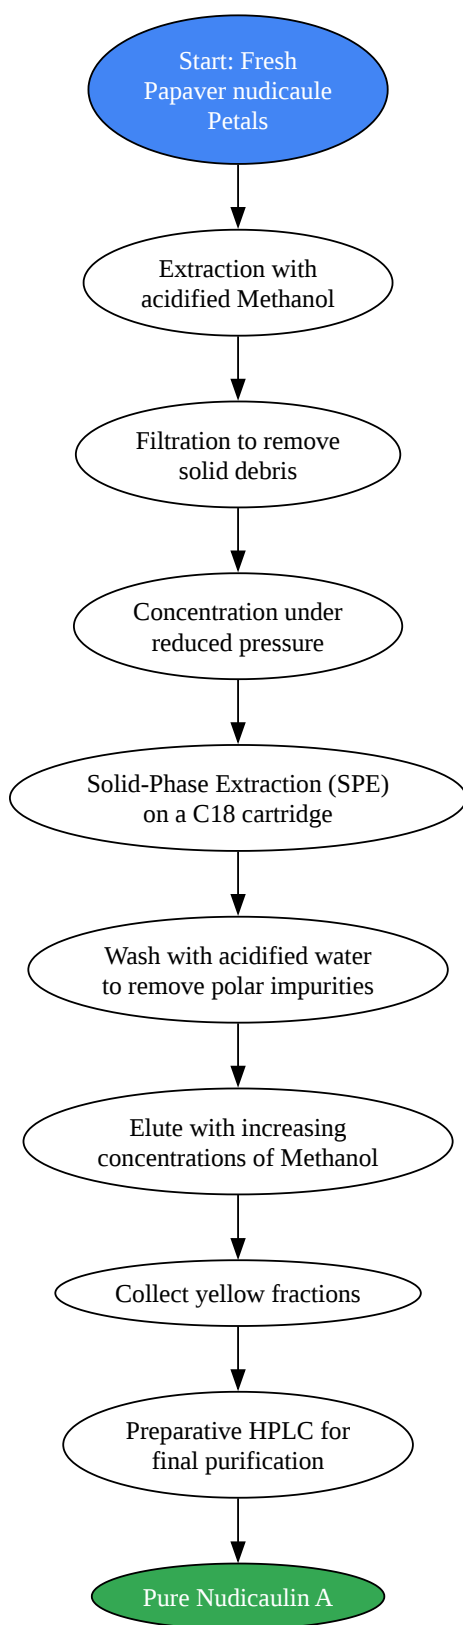 Start: Fresh
Papaver nudicaule
Petals
Extraction with
acidified Methanol
Filtration to remove
solid debris
Concentration under
reduced pressure
Solid-Phase Extraction (SPE)
on a C18 cartridge
Wash with acidified water
to remove polar impurities
Elute with increasing
concentrations of Methanol
Collect yellow fractions
Preparative HPLC for
final purification
Pure Nudicaulin A